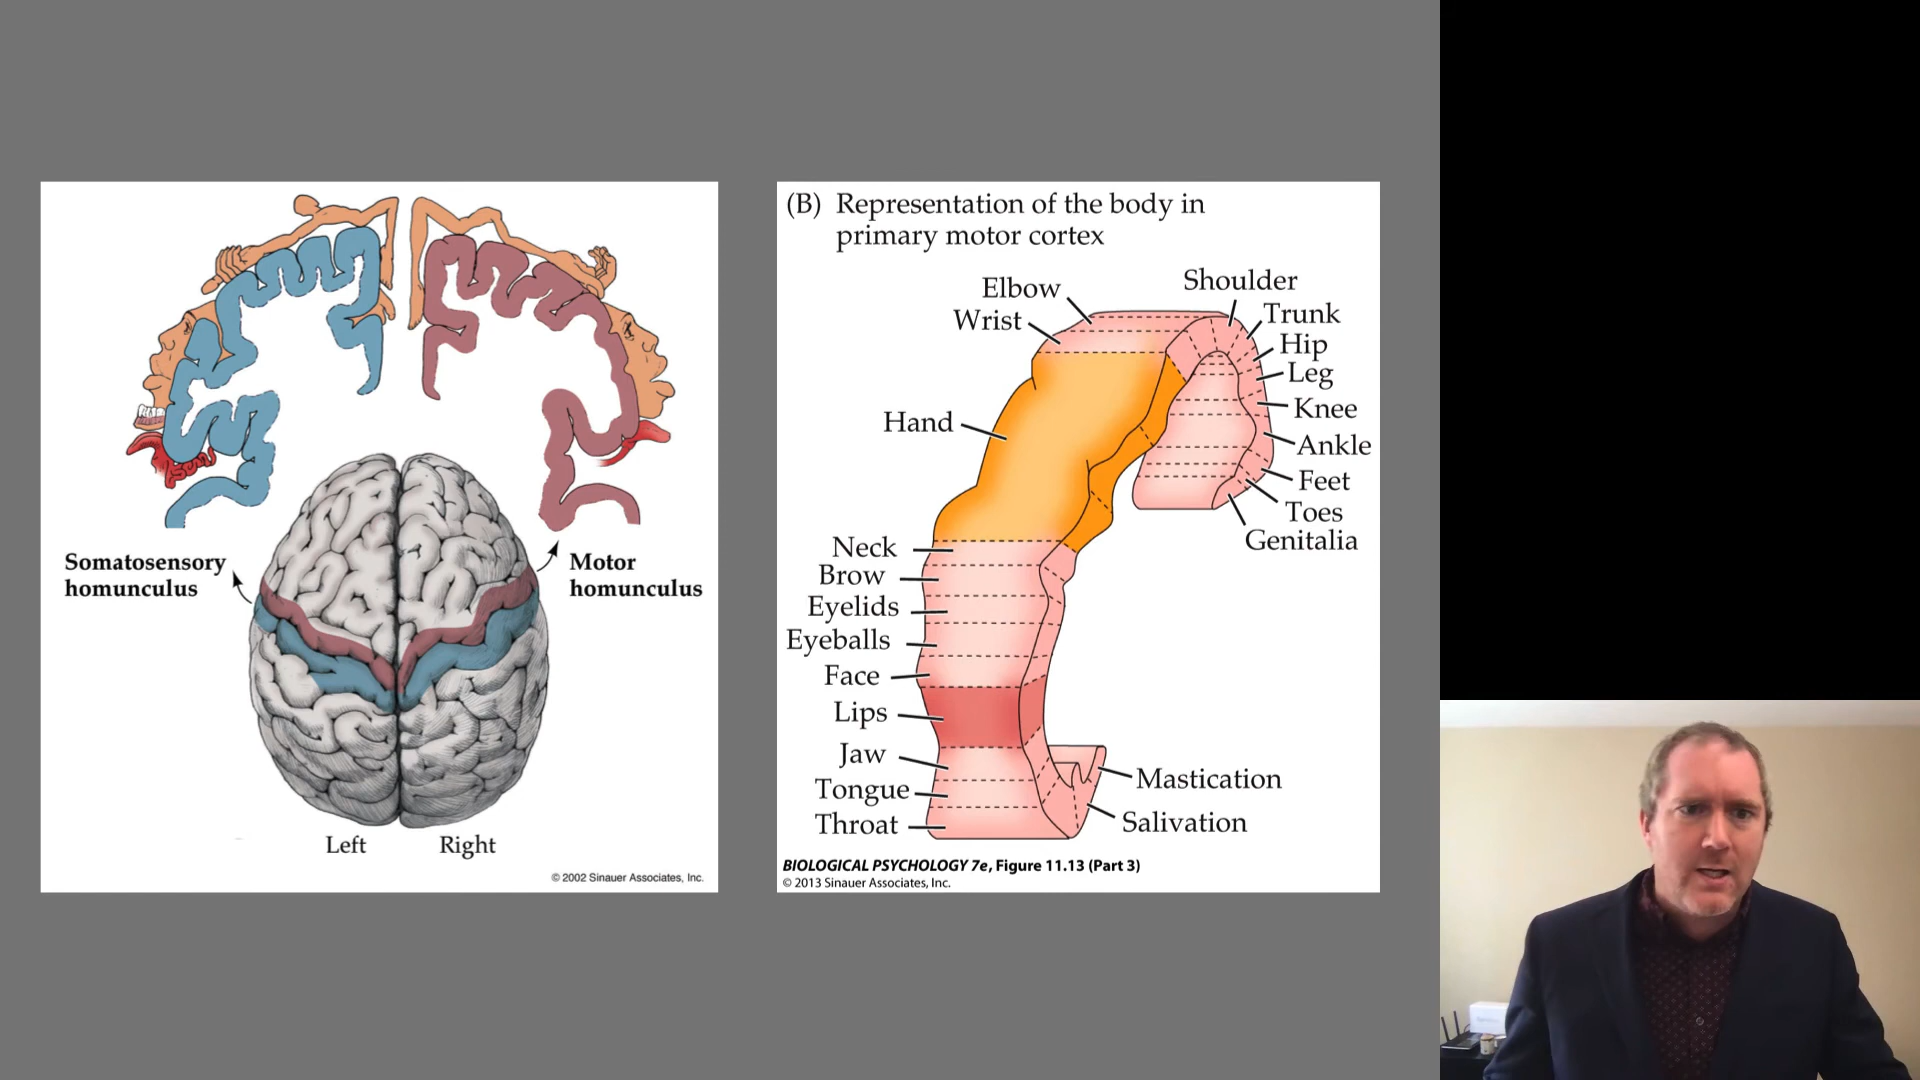 Somatosensory
homunculus
Motor
homunculus
Left
Right
© 2002 Sinauer Associates, Inc.
(B) Representation of the body in
primary motor cortex
Elbow
Wrist
Shoulder
Trunk
Hip
Leg
Knee
Ankle
Feet
Toes
Genitalia
Hand
Neck
Brow
Eyelids
Eyeballs
Face
Lips
Jaw
Tongue
Throat
Mastication
Salivation
BIOLOGICAL PSYCHOLOGY 7e, Figure 11.13 (Part 3)
© 2013 Sinauer Associates, Inc.